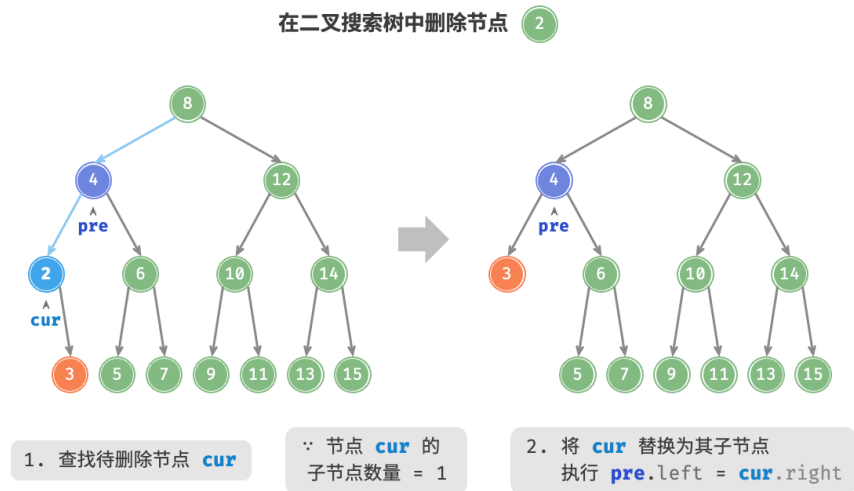 在二叉搜索树中删除节点 2
8 8
4 12 4 12
pre pre
2 6 10 14 3 6 10 14
cur
3 5 7 9 11 13 15 5 7 9 11 13 15
1. 查找待删除节点 cur
∵ 节点 cur 的
子节点数量 = 1
2. 将 cur 替换为其子节点
执行 pre.left = cur.right